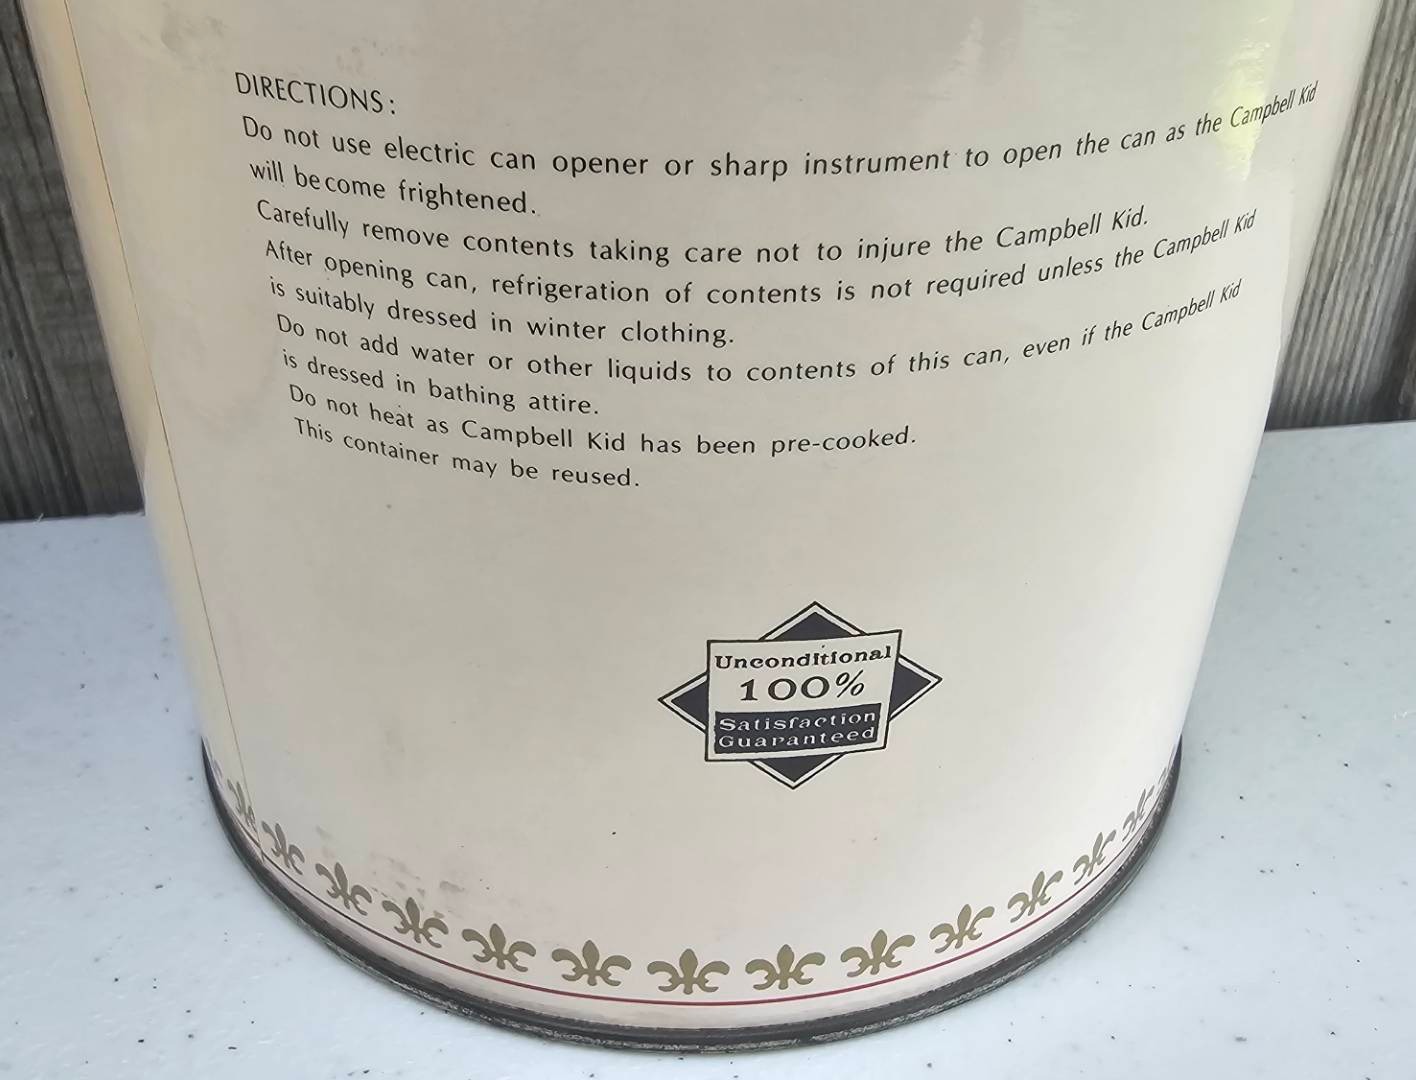 DIRECTIONS:
Do not use electric can opener or sharp instrument to open the can as the Campbell Kid
will become frightened.
Carefully remove contents taking care not to injure the Campbell Kid.
After opening can, refrigeration of contents is not required unless the Campbell Kid
is suitably dressed in winter clothing.
Do not add water or other liquids to contents of this can, even if the Campbell Kid
is dressed in bathing attire.
Do not heat as Campbell Kid has been pre-cooked.
This container may be reused.
Unconditional
100%
Satisfaction
Guaranteed